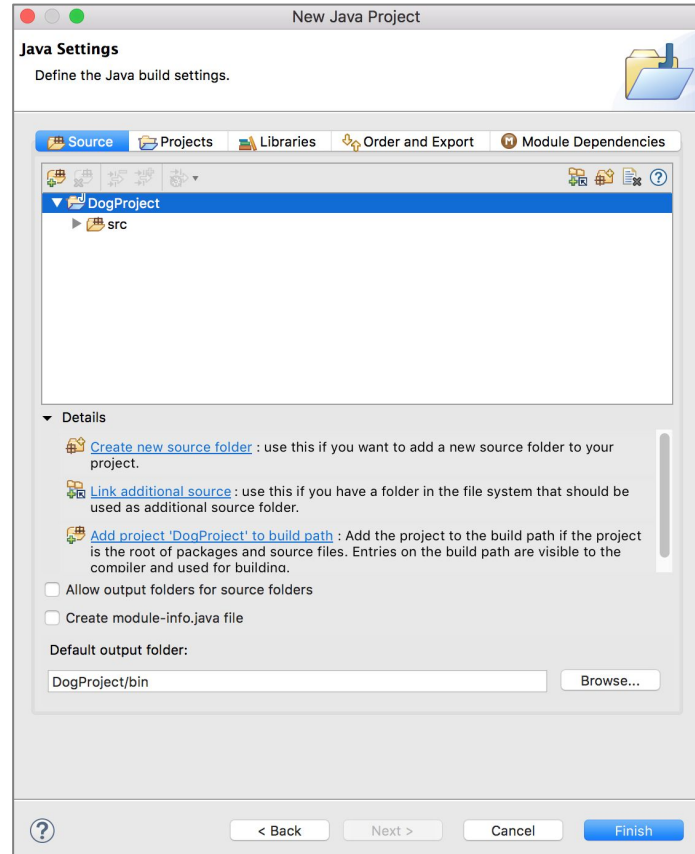 New Java Project
Java Settings
Define the Java build settings.
Source Projects Libraries Order and Export M Module Dependencies
?
DogProject
src
Details
Create new source folder : use this if you want to add a new source folder to your
project.
Link additional source : use this if you have a folder in the file system that should be
used as additional source folder.
Add project 'DogProject' to build path : Add the project to the build path if the project
is the root of packages and source files. Entries on the build path are visible to the
compiler and used for building.
Allow output folders for source folders
Create module-info.java file
Default output folder:
DogProject/bin Browse...
? < Back Next > Cancel Finish